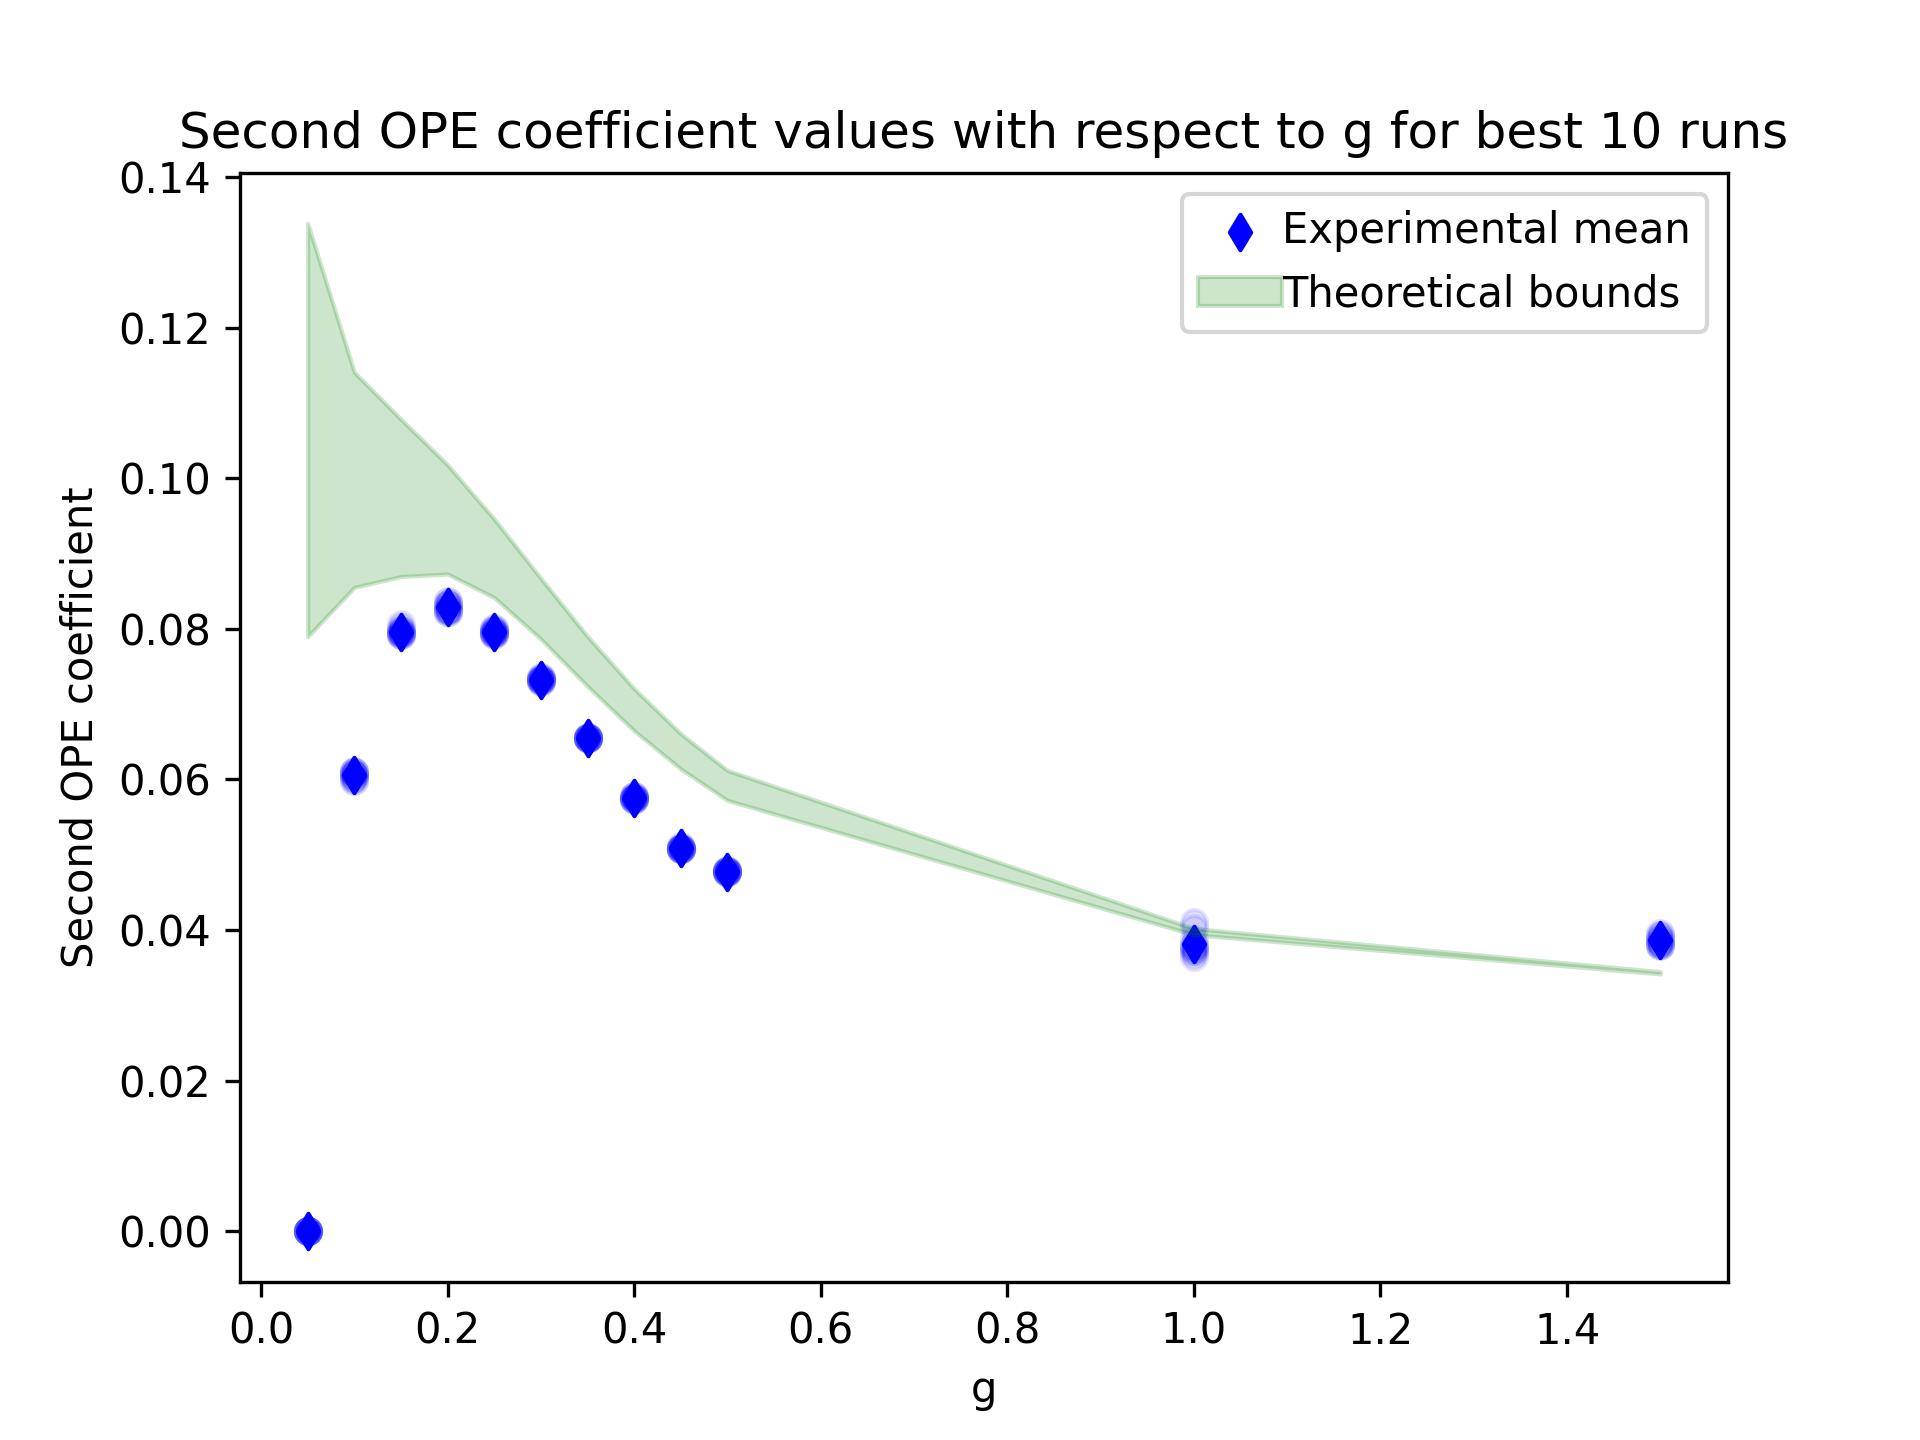 Second OPE coefficient values with respect to g for best 10 runs
Experimental mean
Theoretical bounds
Second OPE coefficient
0.14
0.12
0.10
0.08
0.06
0.04
0.02
0.00
0.0 0.2 0.4 0.6 0.8 1.0 1.2 1.4
g